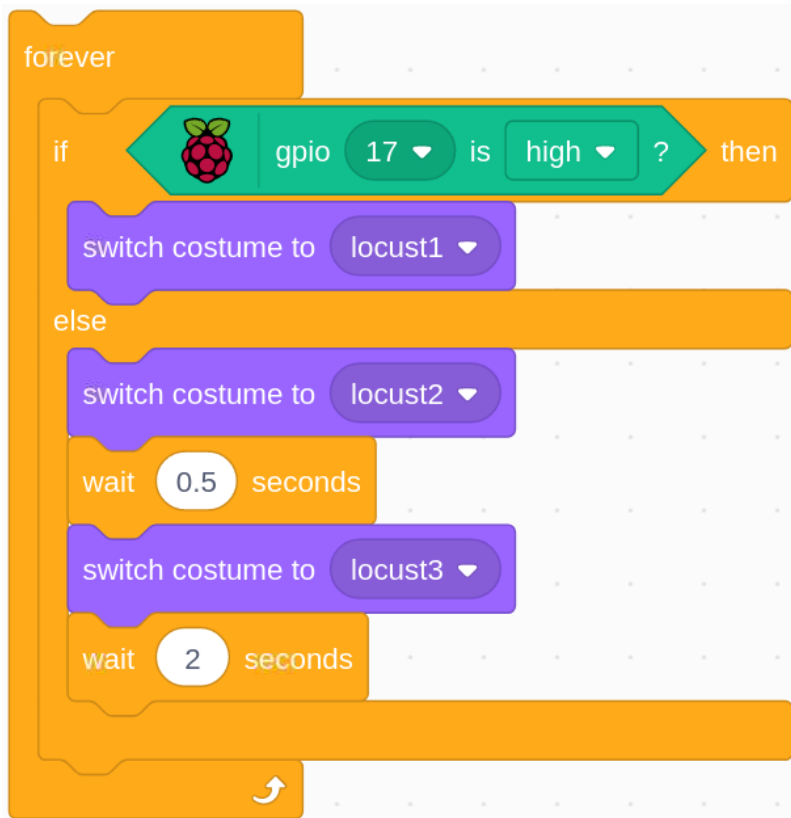 forever
if gpio 17 is high ? then
switch costume to locust1
else
switch costume to locust2
wait 0.5 seconds
switch costume to locust3
wait 2 seconds